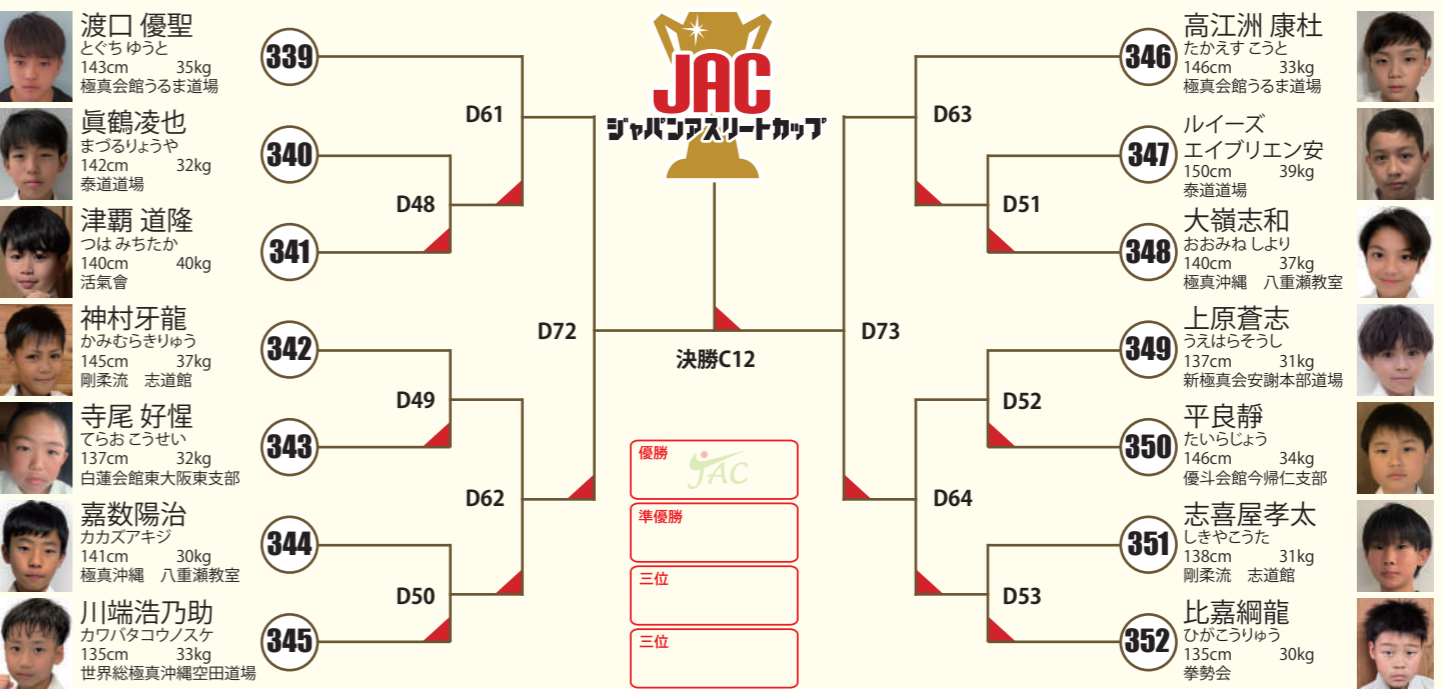 渡口 優聖
とぐち ゆうと
143cm 35kg
極真会館うるま道場
339
眞鶴凌也
まづるりょうや
142cm 32kg
泰道道場
340
津覇 道隆
つは みちたか
140cm 40kg
活氣會
341
神村牙龍
かみむらきりゅう
145cm 37kg
剛柔流 志道館
342
寺尾 好惺
てらお こうせい
137cm 32kg
白蓮会館東大阪東支部
343
嘉数陽治
カカズアキジ
141cm 30kg
極真沖縄 八重瀬教室
344
川端浩乃助
カワバタコウノスケ
135cm 33kg
世界総極真沖縄空田道場
345
D61
D48
D72
D49
D62
D50
JAC
ジャパンアスリートカップ
決勝C12
優勝
JAC
準優勝
三位
三位
D63
D51
D73
D52
D64
D53
346
高江洲 康杜
たかえす こうと
146cm 33kg
極真会館うるま道場
347
ルイーズ
エイブリエン安
150cm 39kg
泰道道場
348
大嶺志和
おおみね しより
140cm 37kg
極真沖縄 八重瀬教室
349
上原蒼志
うえはらそうし
137cm 31kg
新極真会安謝本部道場
350
平良靜
たいらじょう
146cm 34kg
優斗会館今帰仁支部
351
志喜屋孝太
しきやこうた
138cm 31kg
剛柔流 志道館
352
比嘉綱龍
ひがこうりゅう
135cm 30kg
拳勢会